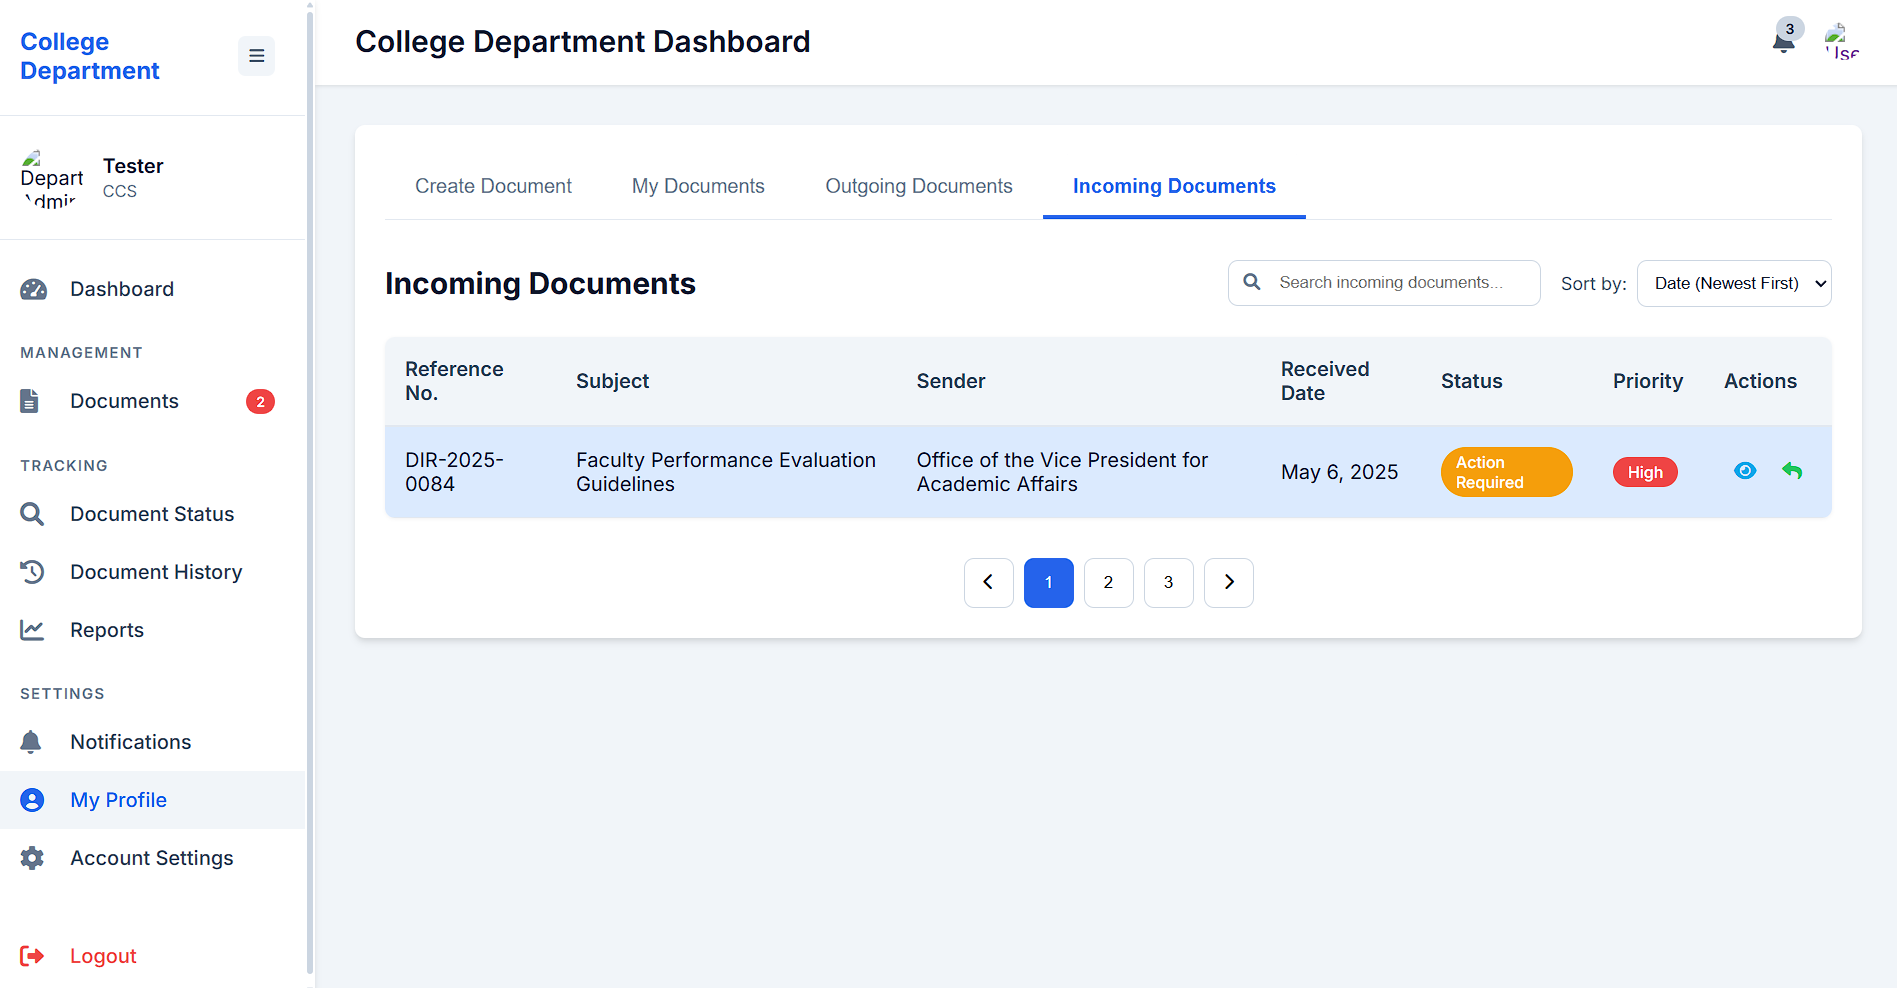 College
Department
College Department Dashboard
3
Use
Depart
Admin
Tester
CCS
Dashboard
MANAGEMENT
Documents
2
TRACKING
Document Status
Document History
Reports
SETTINGS
Notifications
My Profile
Account Settings
Logout
Create Document
My Documents
Outgoing Documents
Incoming Documents
Incoming Documents
Search incoming documents...
Sort by:
Date (Newest First)
Reference
No.
Subject
Sender
Received
Date
Status
Priority
Actions
DIR-2025-
0084
Faculty Performance Evaluation
Guidelines
Office of the Vice President for
Academic Affairs
May 6, 2025
Action
Required
High
1
2
3